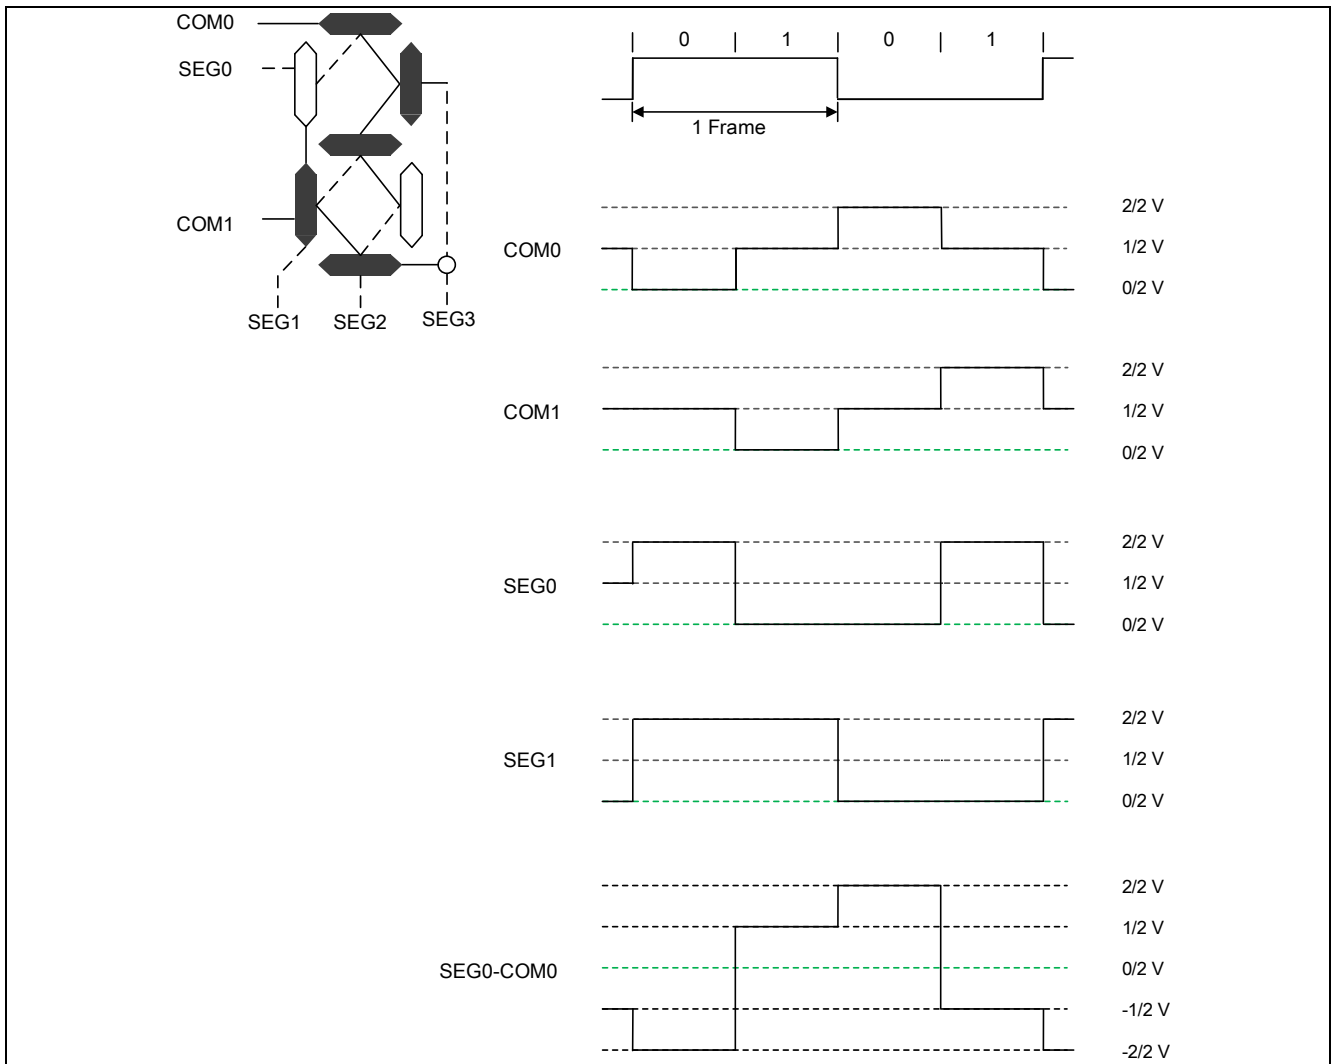 COM0
SEG0
COM1
SEG1 SEG2 SEG3
0 1 0 1
1 Frame
COM0
2/2 V
1/2 V
0/2 V
COM1
2/2 V
1/2 V
0/2 V
SEG0
2/2 V
1/2 V
0/2 V
SEG1
2/2 V
1/2 V
0/2 V
SEG0-COM0
2/2 V
1/2 V
0/2 V
-1/2 V
-2/2 V